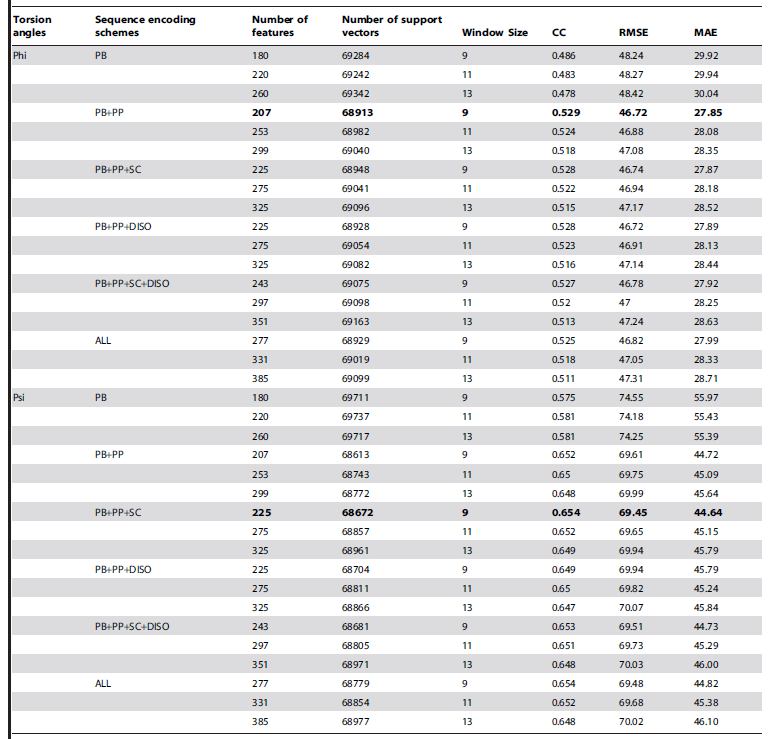 Torsion angles Sequence encoding schemes Number of features Number of support vectors Window Size CC RMSE MAE
Phi PB 180 69284 9 0.486 48.24 29.92
220 69242 11 0.483 48.27 29.94
260 69342 13 0.478 48.42 30.04
PB+PP 207 68913 9 0.529 46.72 27.85
253 68982 11 0.524 46.88 28.08
299 69040 13 0.518 47.08 28.35
PB+PP+SC 225 68948 9 0.528 46.74 27.87
275 69041 11 0.522 46.94 28.18
325 69096 13 0.515 47.17 28.52
PB+PP+DISO 225 68928 9 0.528 46.72 27.89
275 69054 11 0.523 46.91 28.13
325 69082 13 0.516 47.14 28.44
PB+PP+SC+DISO 243 69075 9 0.527 46.78 27.92
297 69098 11 0.52 47 28.25
351 69163 13 0.513 47.24 28.63
ALL 277 68929 9 0.525 46.82 27.99
331 69019 11 0.518 47.05 28.33
385 69099 13 0.511 47.31 28.71
Psi PB 180 69711 9 0.575 74.55 55.97
220 69737 11 0.581 74.18 55.43
260 69717 13 0.581 74.25 55.39
PB+PP 207 68613 9 0.652 69.61 44.72
253 68743 11 0.65 69.75 45.09
299 68772 13 0.648 69.99 45.64
PB+PP+SC 225 68672 9 0.654 69.45 44.64
275 68857 11 0.652 69.65 45.15
325 68961 13 0.649 69.94 45.79
PB+PP+DISO 225 68704 9 0.649 69.94 45.79
275 68811 11 0.65 69.82 45.24
325 68866 13 0.647 70.07 45.84
PB+PP+SC+DISO 243 68681 9 0.653 69.51 44.73
297 68805 11 0.651 69.73 45.29
351 68971 13 0.648 70.03 46.00
ALL 277 68779 9 0.654 69.48 44.82
331 68854 11 0.652 69.68 45.38
385 68977 13 0.648 70.02 46.10